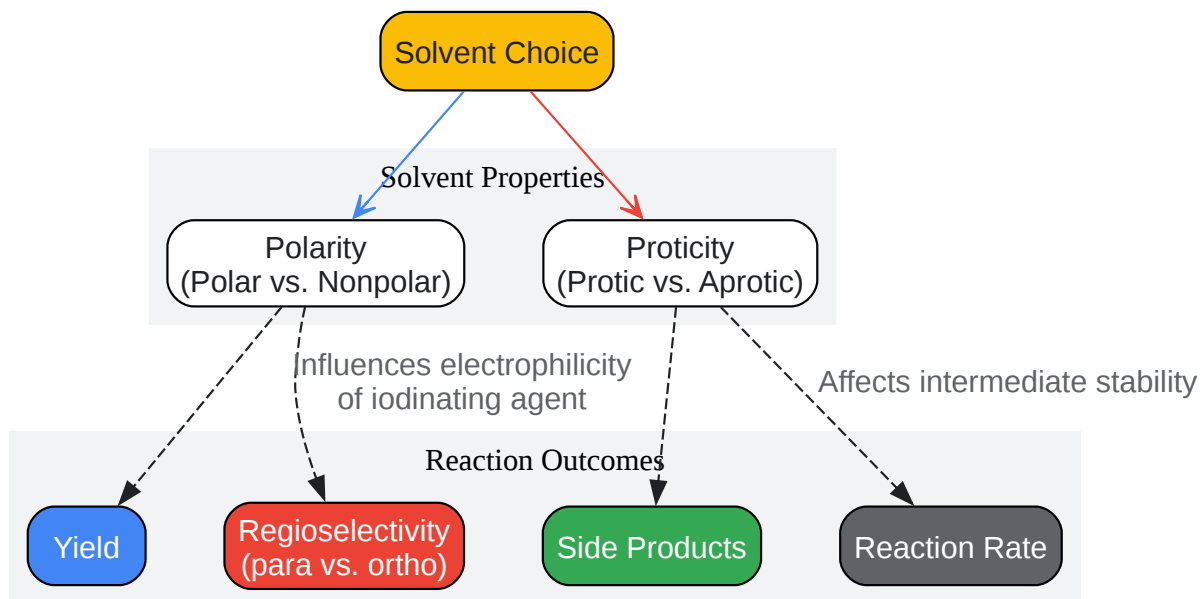 Solvent Choice
Solvent Properties
Polarity
(Polar vs. Nonpolar)
Proticity
(Protic vs. Aprotic)
Influences electrophilicity
of iodinating agent
Affects intermediate stability
Reaction Outcomes
Yield
Regioselectivity
(para vs. ortho)
Side Products
Reaction Rate